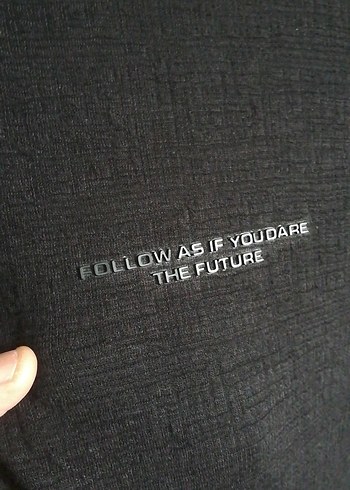 FOLLOW AS IF YOUDARE
THE FUTURE